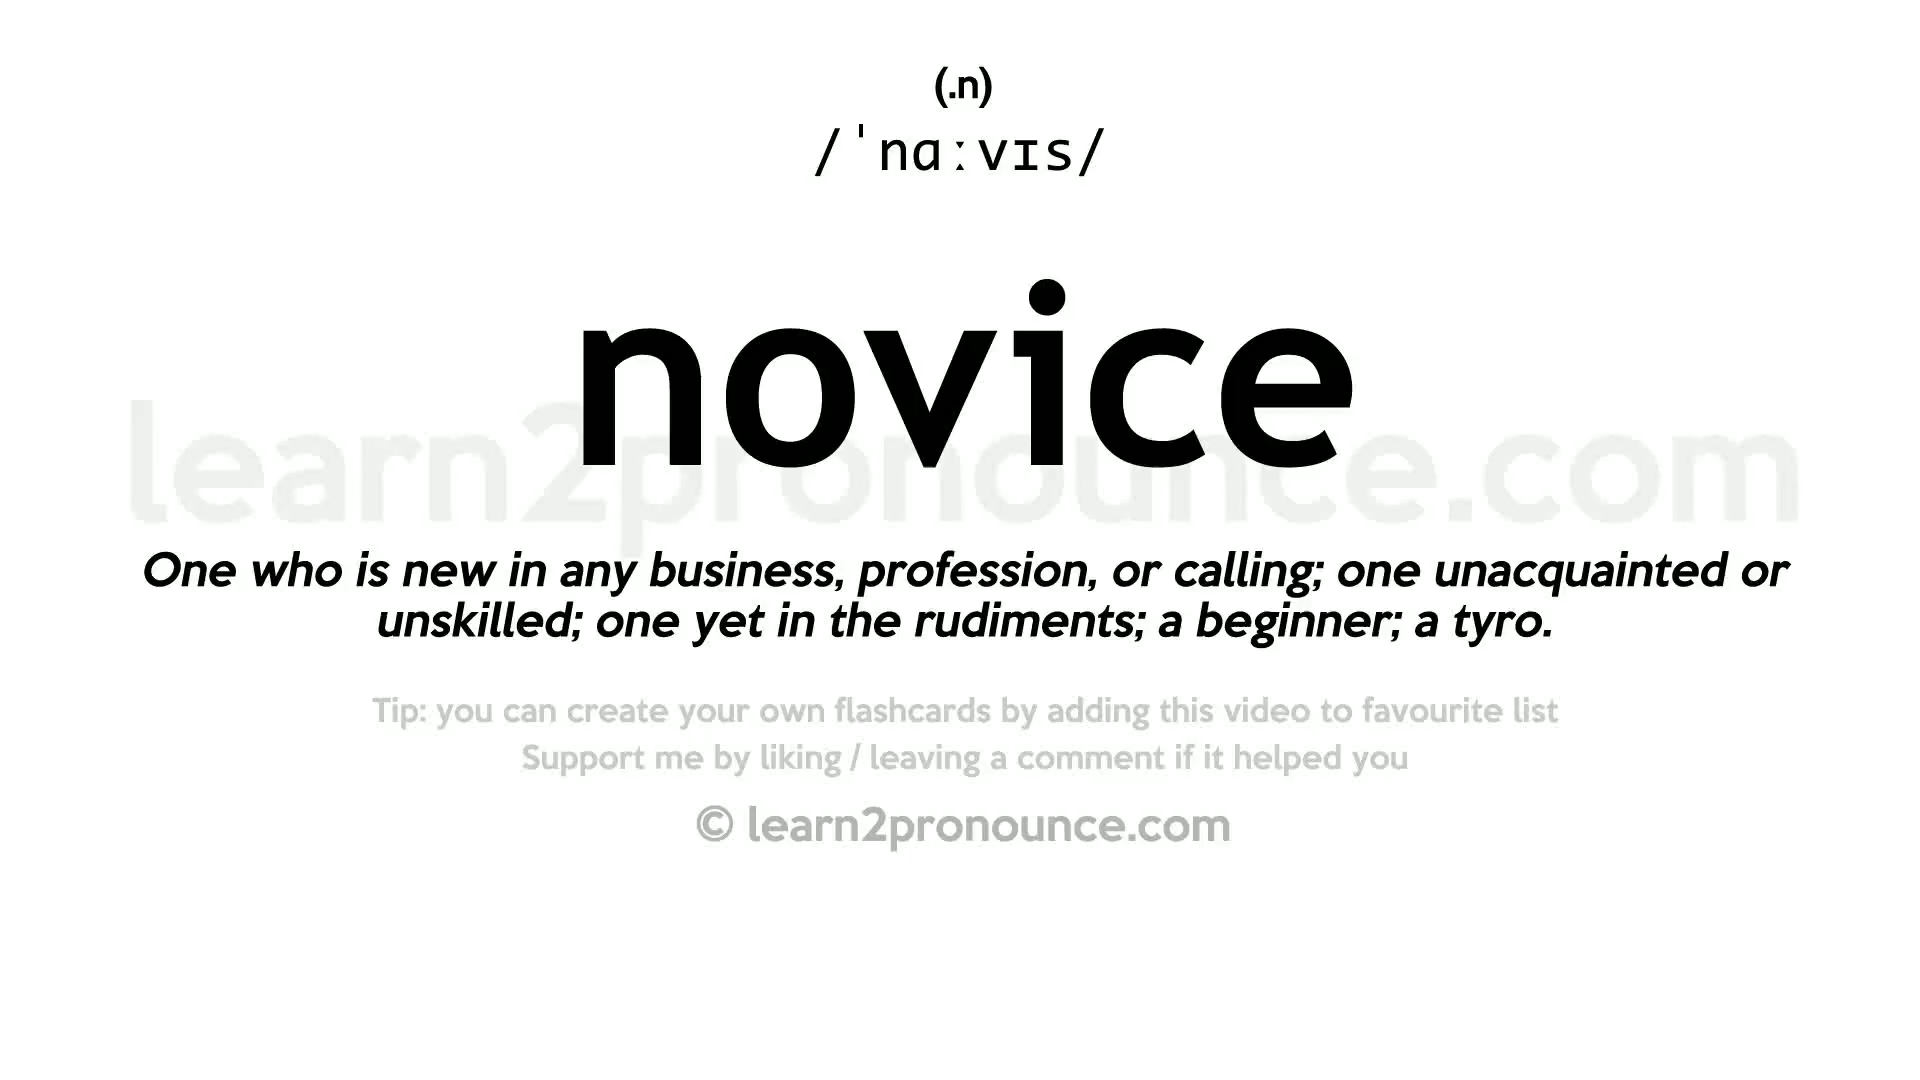 (.n)
/ˈnɑːvɪs/
novice
learn2pronounce.com
One who is new in any business, profession, or calling; one unacquainted or
unskilled; one yet in the rudiments; a beginner; a tyro.
Tip: you can create your own flashcards by adding this video to favourite list
Support me by liking / leaving a comment if it helped you
© learn2pronounce.com